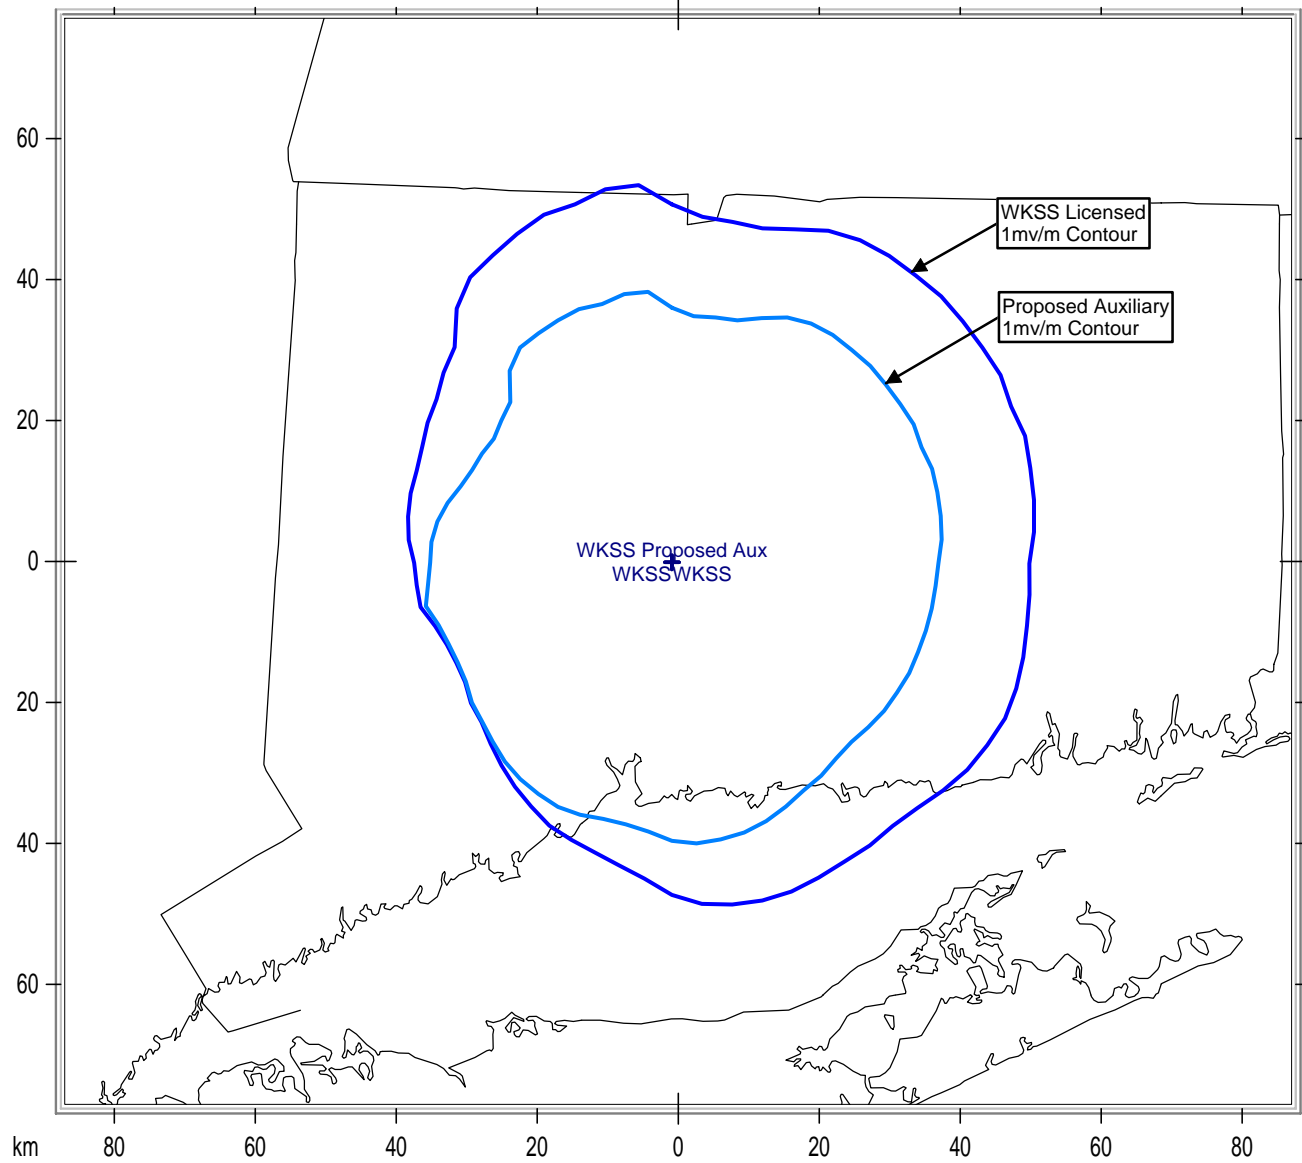 60
40
20
0
20
40
60
WKSS Licensed
1mv/m Contour
Proposed Auxiliary
1mv/m Contour
WKSS Proposed Aux
WKSSWKSS
km 80 60 40 20 0 20 40 60 80